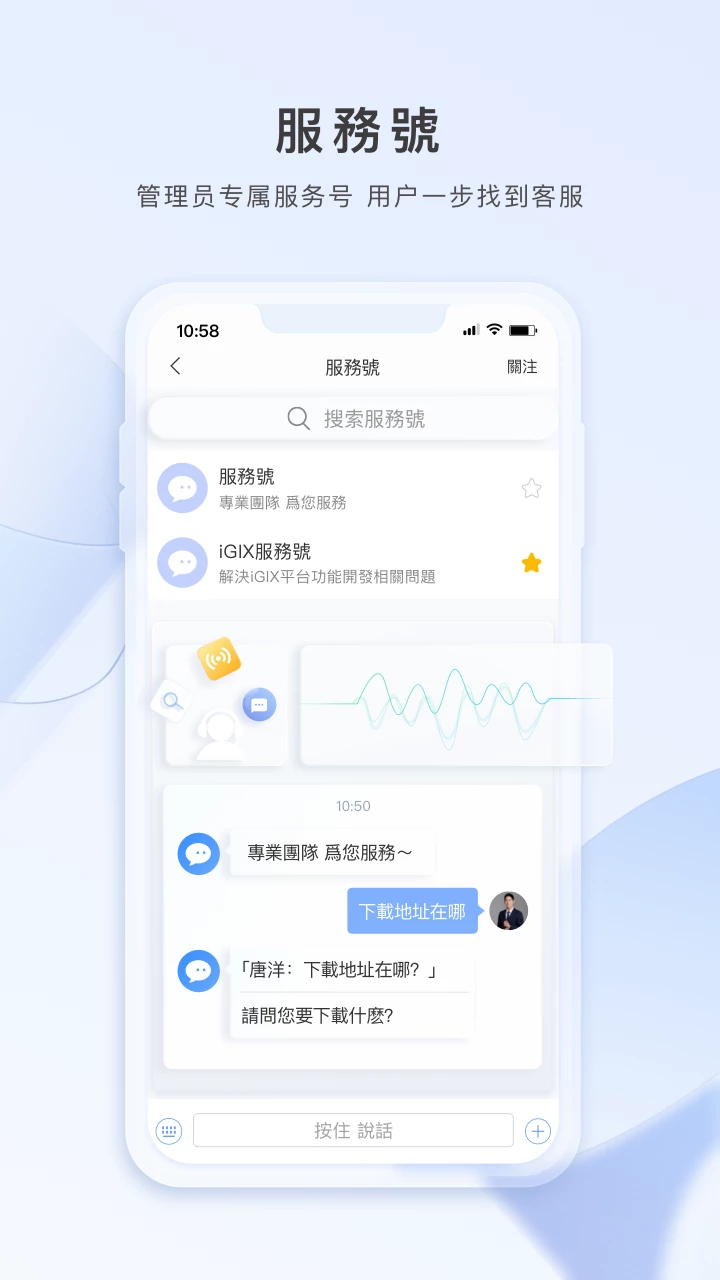 服務號
管理员专属服务号 用户一步找到客服
10:58
服務號
關注
搜索服務號
服務號
專業團隊 爲您服務
iGIX服務號
解決iGIX平台功能開發相關問題
10:50
專業團隊 爲您服務～
下載地址在哪
「唐洋：下載地址在哪？」
請問您要下載什麽?
按住 說話